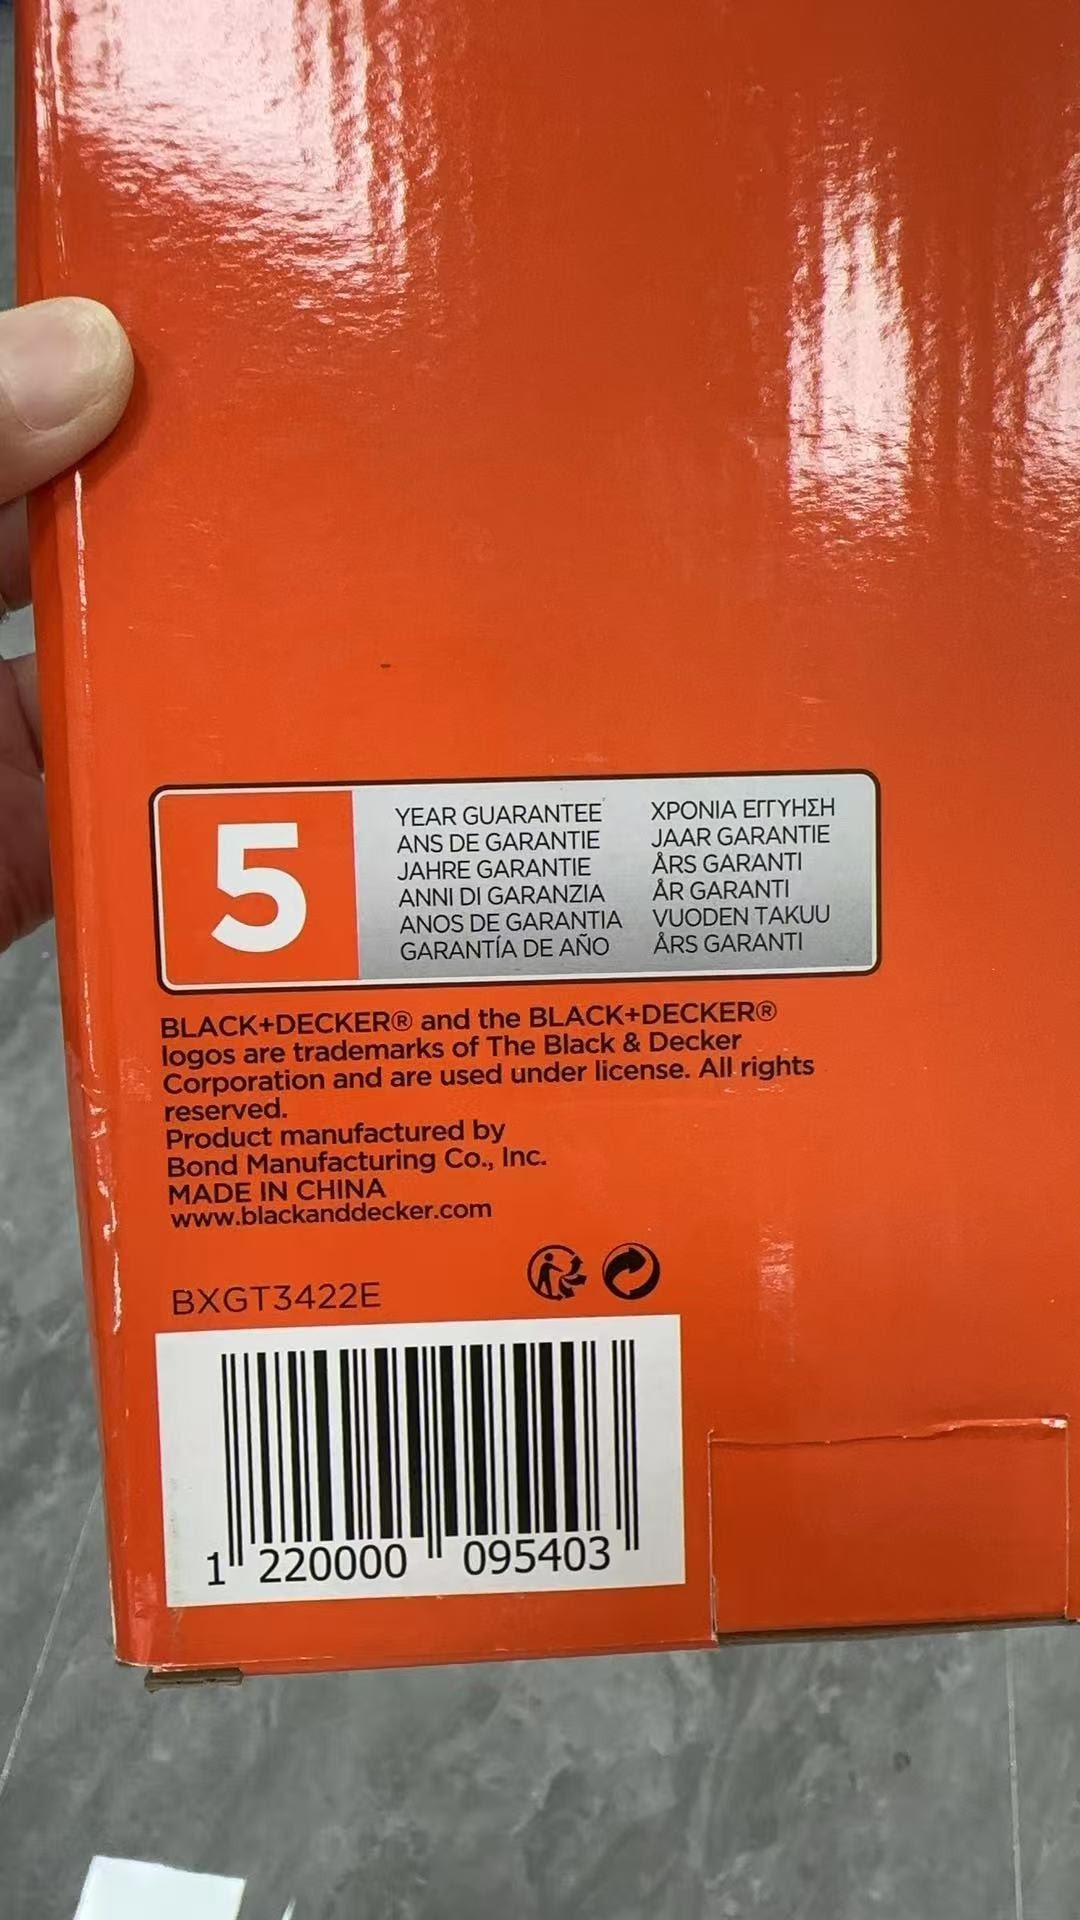 5
YEAR GUARANTEE
ANS DE GARANTIE
JAHRE GARANTIE
ANNI DI GARANZIA
ANOS DE GARANTIA
GARANTÍA DE AÑO
ΧΡΟΝΙΑ ΕΓΓΥΗΣΗ
JAAR GARANTIE
ÅRS GARANTI
ÅR GARANTI
VUODEN TAKUU
ÅRS GARANTI
BLACK+DECKER® and the BLACK+DECKER®
logos are trademarks of The Black & Decker
Corporation and are used under license. All rights
reserved.
Product manufactured by
Bond Manufacturing Co., Inc.
MADE IN CHINA
www.blackanddecker.com
BXGT3422E
1 220000 095403